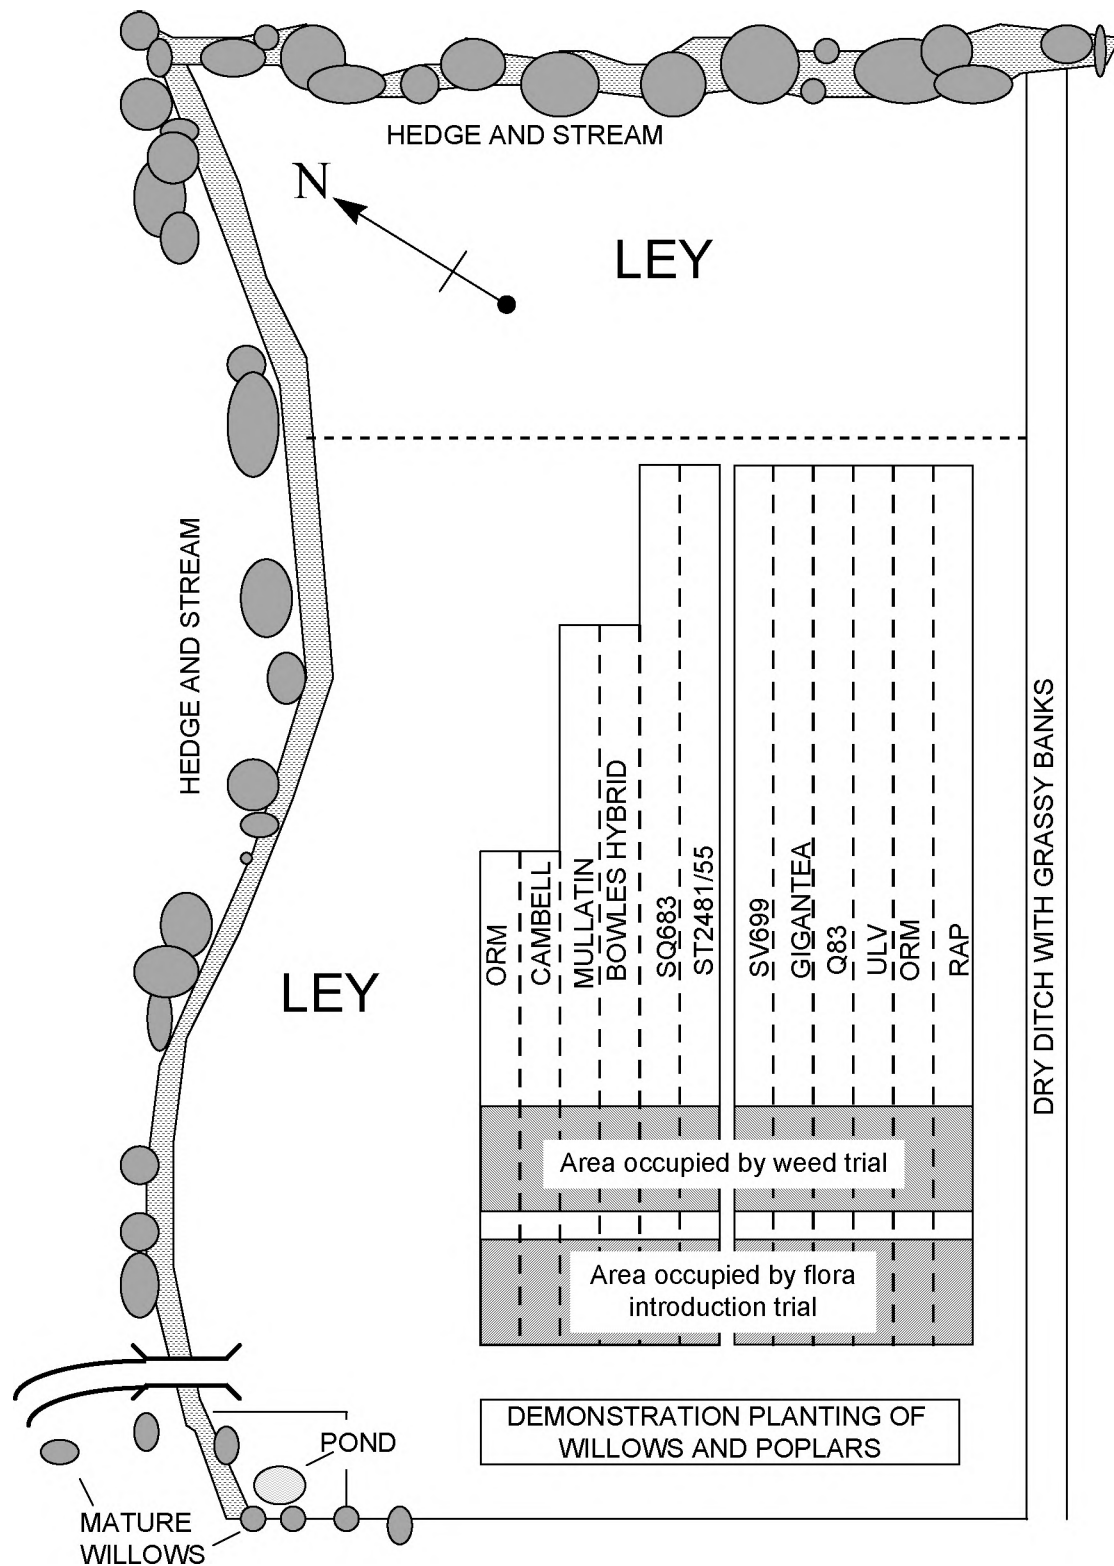 HEDGE AND STREAM
N
LEY
HEDGE AND STREAM
DRY DITCH WITH GRASSY BANKS
ORM
CAMBELL
MULLATIN
BOWLES HYBRID
SQ683
ST2481/55
SV699
GIGANTEA
Q83
ULV
ORM
RAP
LEY
Area occupied by weed trial
Area occupied by flora
introduction trial
DEMONSTRATION PLANTING OF
WILLOWS AND POPLARS
POND
MATURE
WILLOWS